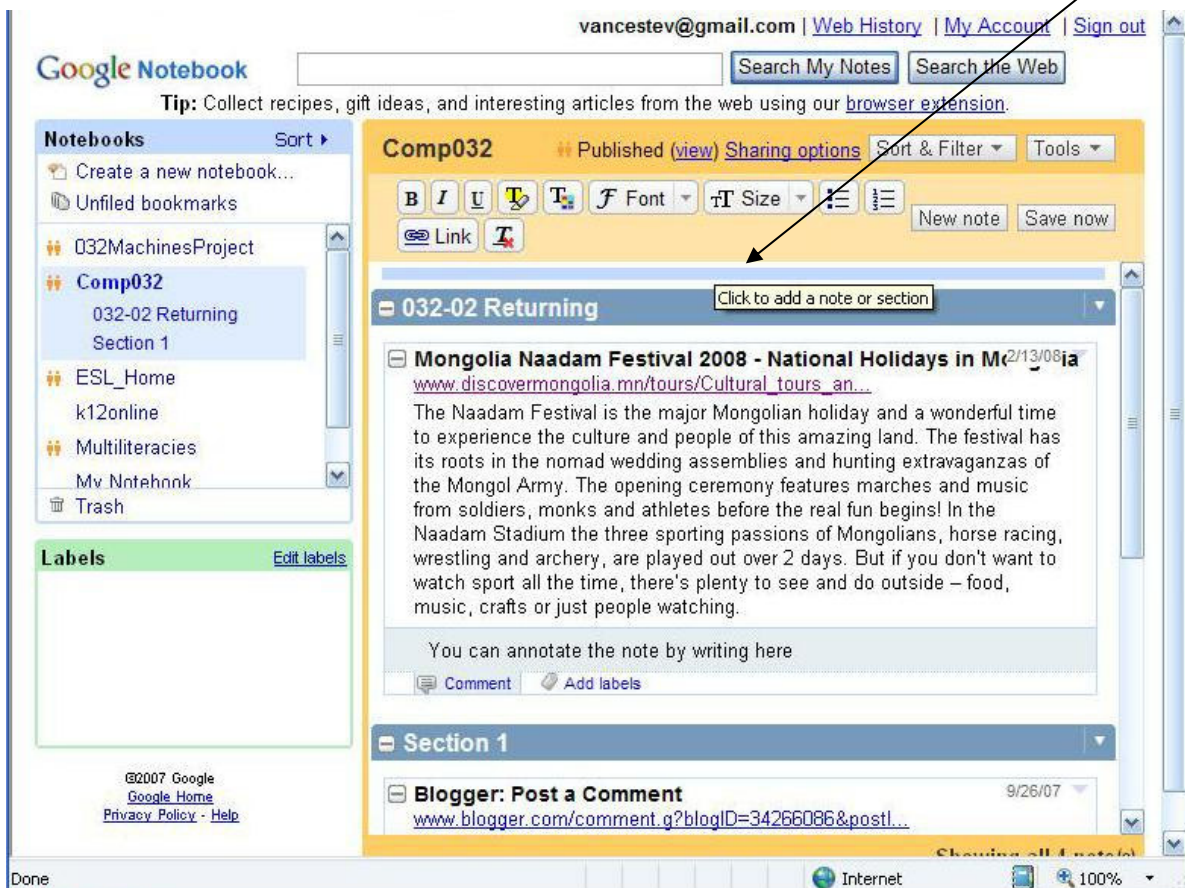 vancestev@gmail.com | Web History | My Account | Sign out
Google Notebook Search My Notes Search the Web
Tip: Collect recipes, gift ideas, and interesting articles from the web using our browser extension.
Notebooks Sort
Create a new notebook...
Unfiled bookmarks
032MachinesProject
Comp032
032-02 Returning
Section 1
ESL_Home
k12online
Multiliteracies
My Notebook
Trash
Labels Edit labels
©2007 Google
Google Home
Privacy Policy - Help
Comp032 Published (view) Sharing options Sort & Filter Tools
B I U T T F Font TT Size
New note Save now
Link T
Click to add a note or section
032-02 Returning
Mongolia Naadam Festival 2008 - National Holidays in 2/13/08
www.discovermongolia.mn/tours/Cultural_tours_an...
The Naadam Festival is the major Mongolian holiday and a wonderful time
to experience the culture and people of this amazing land. The festival has
its roots in the nomad wedding assemblies and hunting extravaganzas of
the Mongol Army. The opening ceremony features marches and music
from soldiers, monks and athletes before the real fun begins! In the
Naadam Stadium the three sporting passions of Mongolians, horse racing,
wrestling and archery, are played out over 2 days. But if you don't want to
watch sport all the time, there's plenty to see and do outside – food,
music, crafts or just people watching.
You can annotate the note by writing here
Comment Add labels
Section 1
Blogger: Post a Comment 9/26/07
www.blogger.com/comment.g?blogID=34266086&postI...
Showing all 4 note(s)
Done Internet 100%